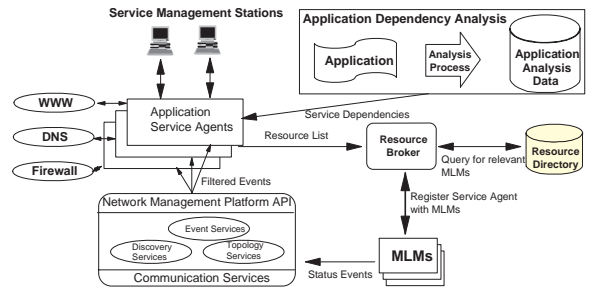 Service Management Stations
Application Dependency Analysis
Application
Analysis
Process
Application
Analysis
Data
WWW
DNS
Firewall
Application
Service Agents
Service Dependencies
Resource List
Resource
Broker
Query for relevant
MLMs
Resource
Directory
Filtered Events
Register Service Agent
with MLMs
Network Management Platform API
Event Services
Discovery
Services
Topology
Services
Communication Services
Status Events
MLMs